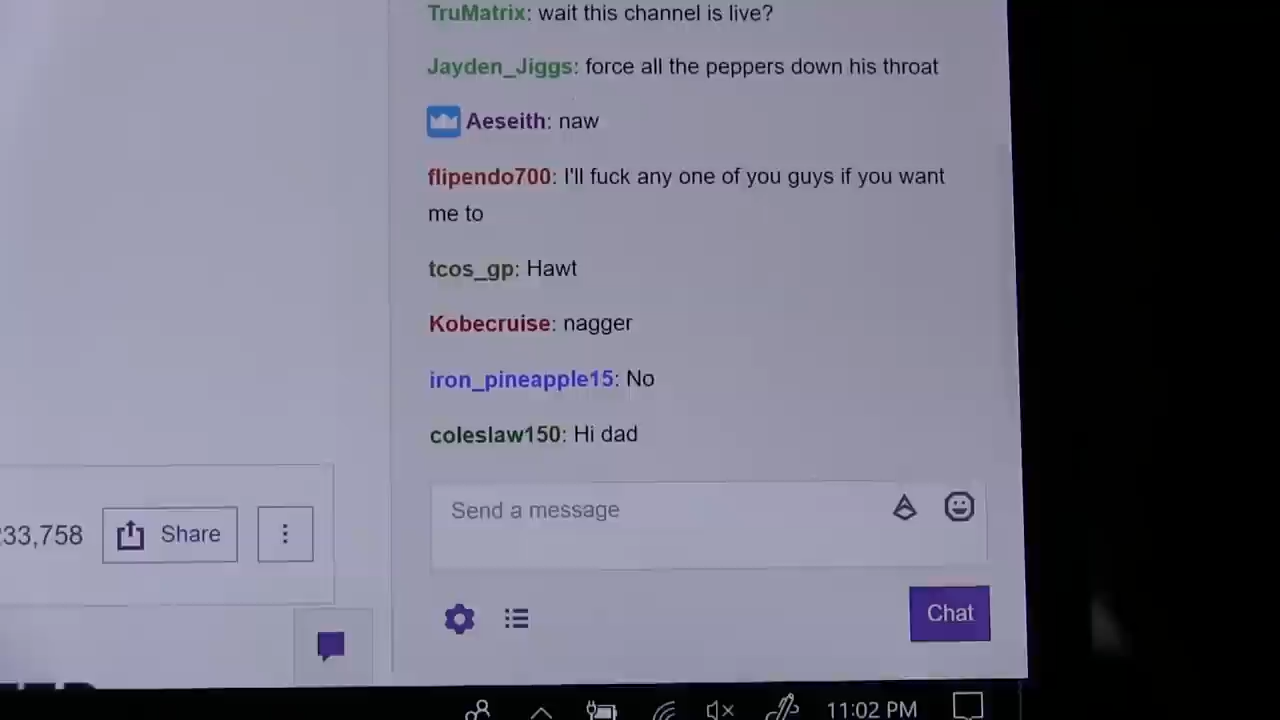 TruMatrix: wait this channel is live?
Jayden_Jiggs: force all the peppers down his throat
Aeseith: naw
flipendo700: I'll fuck any one of you guys if you want
me to
tcos_gp: Hawt
Kobecruise: nagger
iron_pineapple15: No
coleslaw150: Hi dad
Send a message
33,758 Share
Chat
11:02 PM